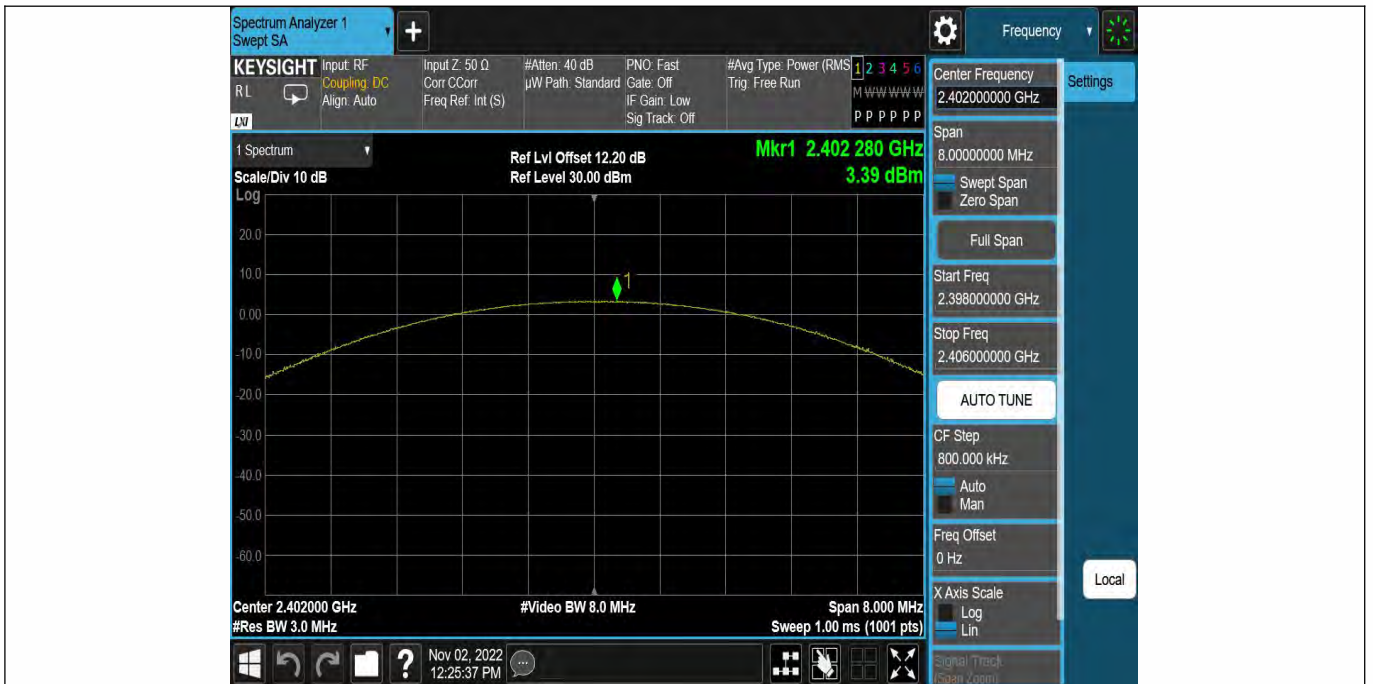 Spectrum Analyzer 1
Swept SA
+
Frequency
KEYSIGHT
RL
LXI
Input: RF
Coupling: DC
Align: Auto
Input Z: 50 Ω
Corr CCorr
Freq Ref: Int (S)
#Atten: 40 dB
µW Path: Standard
PNO: Fast
Gate: Off
IF Gain: Low
Sig Track: Off
#Avg Type: Power (RMS
Trig: Free Run
1 2 3 4 5 6
M W W W W W
P P P P P P
1 Spectrum
Scale/Div 10 dB
Log
Ref Lvl Offset 12.20 dB
Ref Level 30.00 dBm
Mkr1 2.402 280 GHz
3.39 dBm
20.0
10.0
0.00
-10.0
-20.0
-30.0
-40.0
-50.0
-60.0
1
Center 2.402000 GHz
#Res BW 3.0 MHz
#Video BW 8.0 MHz
Span 8.000 MHz
Sweep 1.00 ms (1001 pts)
?
Nov 02, 2022
12:25:37 PM
Center Frequency
2.402000000 GHz
Settings
Span
8.00000000 MHz
Swept Span
Zero Span
Full Span
Start Freq
2.398000000 GHz
Stop Freq
2.406000000 GHz
AUTO TUNE
CF Step
800.000 kHz
Auto
Man
Freq Offset
0 Hz
X Axis Scale
Log
Lin
Local
Signal Track
(Span Zoom)